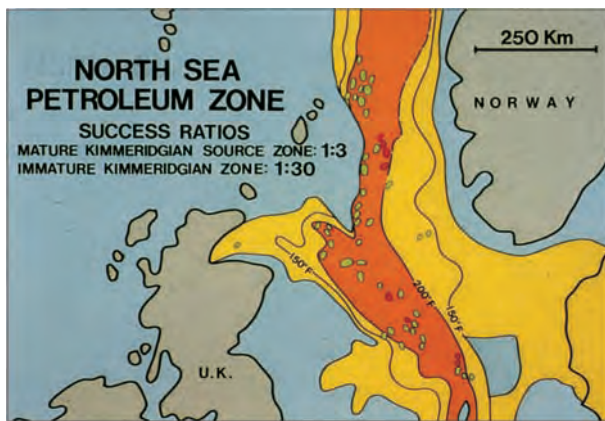 NORTH SEA
PETROLEUM ZONE
SUCCESS RATIOS
MATURE KIMMERIDGIAN SOURCE ZONE: 1:3
IMMATURE KIMMERIDGIAN ZONE: 1:30
250 Km
NORWAY
150°F
200°F
150°F
U.K.